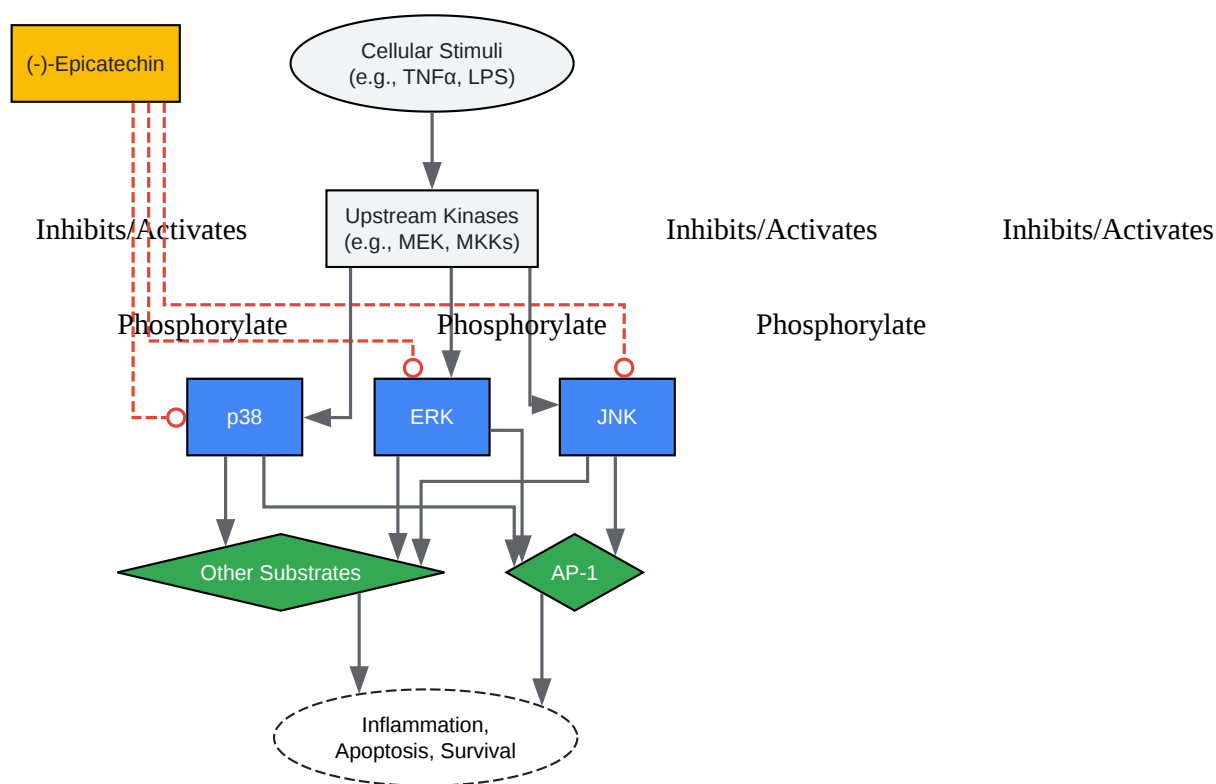 (-)-Epicatechin
Cellular Stimuli
(e.g., TNFα, LPS)
Upstream Kinases
(e.g., MEK, MKKs)
Inhibits/Activates
Inhibits/Activates
Inhibits/Activates
Phosphorylate
Phosphorylate
Phosphorylate
p38
ERK
JNK
Other Substrates
AP-1
Inflammation,
Apoptosis, Survival